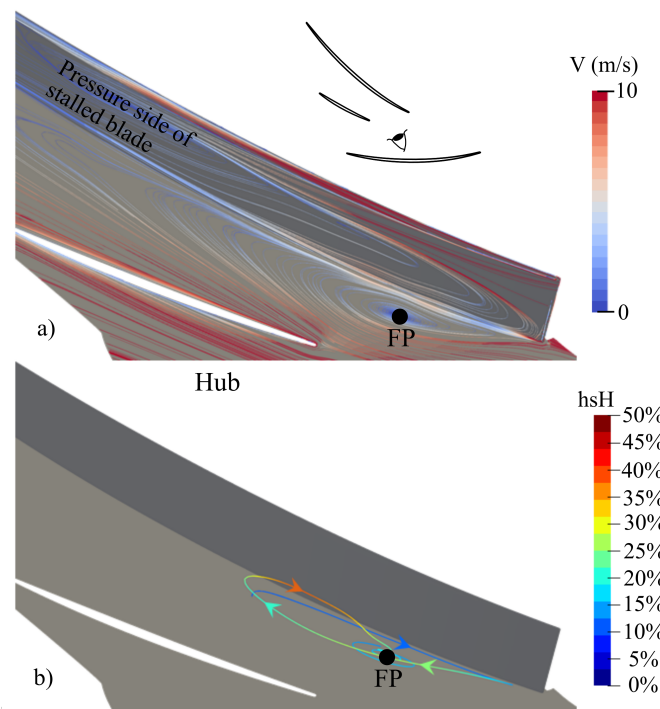 V (m/s)
10
Pressure side of
stalled blade
0
FP
a)
Hub
hsH
50%
45%
40%
35%
30%
25%
20%
15%
10%
5%
0%
FP
b)